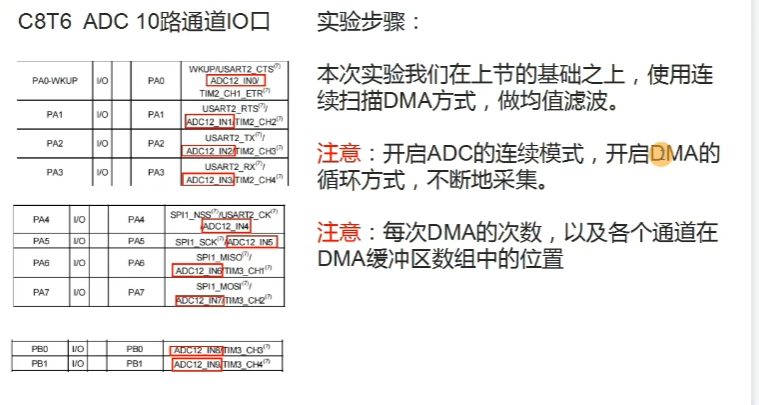 C8T6 ADC 10路通道IO口
PA0-WKUP I/O PA0 WKUP/USART2_CTS(7)
ADC12_IN0/
TIM2_CH1_ETR(7)
PA1 I/O PA1 USART2_RTS(7)/
ADC12_IN1/TIM2_CH2(7)
PA2 I/O PA2 USART2_TX(7)/
ADC12_IN2/TIM2_CH3(7)
PA3 I/O PA3 USART2_RX(7)/
ADC12_IN3/TIM2_CH4(7)
PA4 I/O PA4 SPI1_NSS(7)/USART2_CK(7)
/ADC12_IN4
PA5 I/O PA5 SPI1_SCK(7)/ADC12_IN5
PA6 I/O PA6 SPI1_MISO(7)/
ADC12_IN6/TIM3_CH1(7)
PA7 I/O PA7 SPI1_MOSI(7)/
ADC12_IN7/TIM3_CH2(7)
PB0 I/O PB0 ADC12_IN8/TIM3_CH3(7)
PB1 I/O PB1 ADC12_IN9/TIM3_CH4(7)
实验步骤：
本次实验我们在上节的基础之上，使用连
续扫描DMA方式，做均值滤波。
注意：开启ADC的连续模式，开启DMA的
循环方式，不断地采集。
注意：每次DMA的次数，以及各个通道在
DMA缓冲区数组中的位置